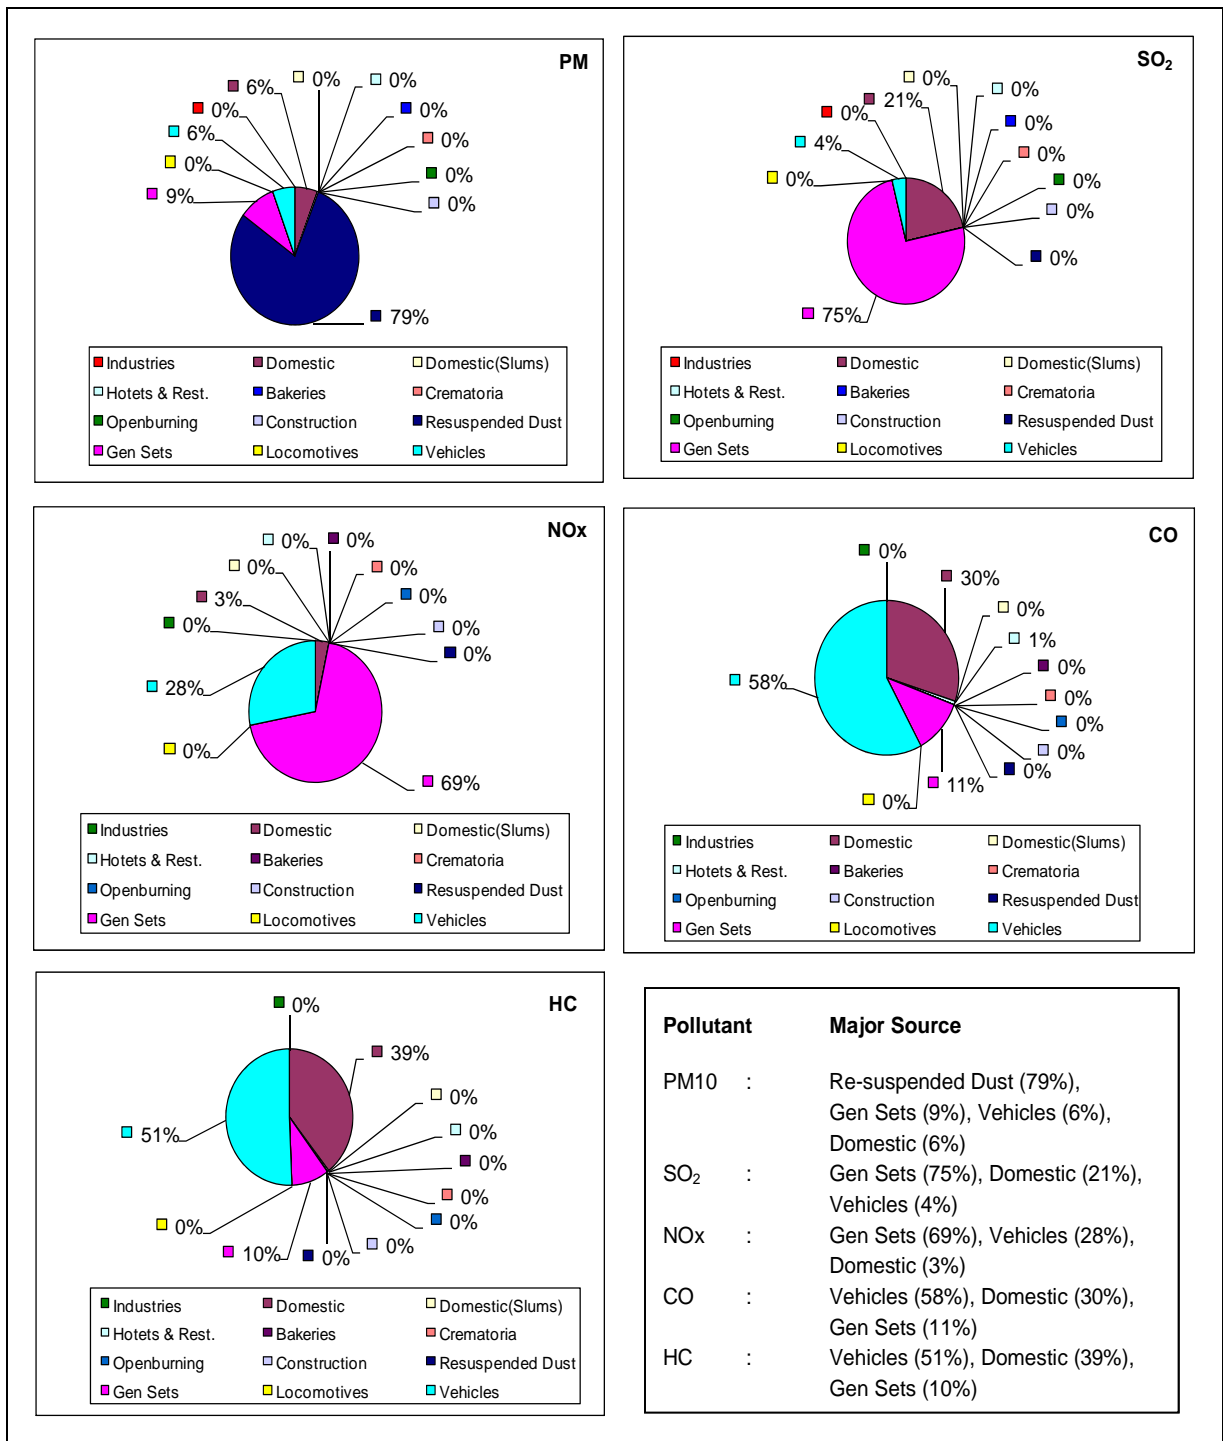 PM
0%
6%
0%
0%
0%
6%
0%
0%
0%
9%
0%
79%
Industries Domestic Domestic(Slums)
Hotets & Rest. Bakeries Crematoria
Openburning Construction Resuspended Dust
Gen Sets Locomotives Vehicles
SO₂
0%
21%
0%
0%
0%
4%
0%
0%
0%
0%
0%
75%
Industries Domestic Domestic(Slums)
Hotets & Rest. Bakeries Crematoria
Openburning Construction Resuspended Dust
Gen Sets Locomotives Vehicles
NOx
0%
0%
0%
0%
3%
0%
0%
0%
0%
28%
0%
69%
Industries Domestic Domestic(Slums)
Hotets & Rest. Bakeries Crematoria
Openburning Construction Resuspended Dust
Gen Sets Locomotives Vehicles
CO
0%
30%
0%
1%
0%
58%
0%
0%
0%
0%
11%
0%
Industries Domestic Domestic(Slums)
Hotets & Rest. Bakeries Crematoria
Openburning Construction Resuspended Dust
Gen Sets Locomotives Vehicles
HC
0%
39%
0%
0%
51%
0%
0%
0%
0%
10%
0%
0%
Industries Domestic Domestic(Slums)
Hotets & Rest. Bakeries Crematoria
Openburning Construction Resuspended Dust
Gen Sets Locomotives Vehicles
Pollutant Major Source
PM10 : Re-suspended Dust (79%),
Gen Sets (9%), Vehicles (6%),
Domestic (6%)
SO₂ : Gen Sets (75%), Domestic (21%),
Vehicles (4%)
NOx : Gen Sets (69%), Vehicles (28%),
Domestic (3%)
CO : Vehicles (58%), Domestic (30%),
Gen Sets (11%)
HC : Vehicles (51%), Domestic (39%),
Gen Sets (10%)